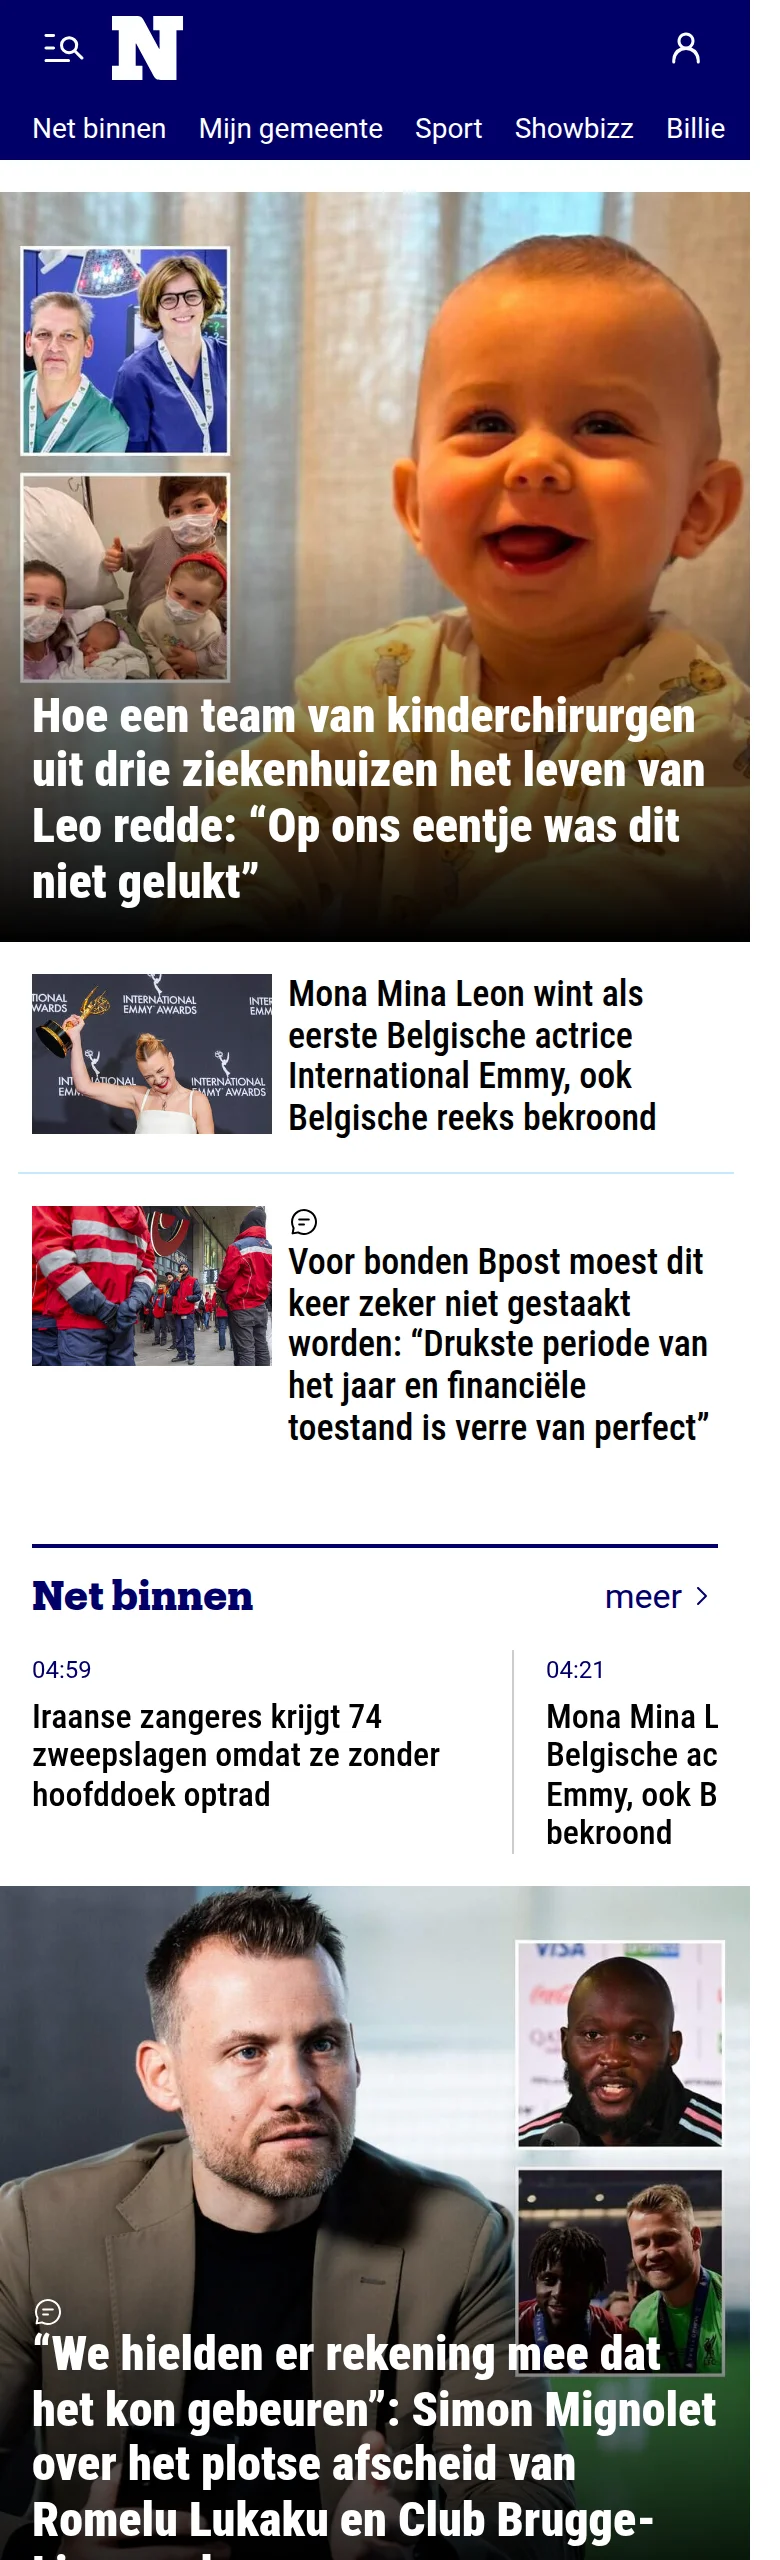 N
Net binnen Mijn gemeente Sport Showbizz Billie
Hoe een team van kinderchirurgen
uit drie ziekenhuizen het leven van
Leo redde: “Op ons eentje was dit
niet gelukt”
TIONAL
WARDS
INTERNATIONAL
EMMY AWARDS
INTERNATIONAL
EMMY AWARDS
Mona Mina Leon wint als
eerste Belgische actrice
International Emmy, ook
Belgische reeks bekroond
Voor bonden Bpost moest dit
keer zeker niet gestaakt
worden: “Drukste periode van
het jaar en financiële
toestand is verre van perfect”
Net binnen
meer
04:59
Iraanse zangeres krijgt 74
zweepslagen omdat ze zonder
hoofddoek optrad
04:21
Mona Mina L
Belgische ac
Emmy, ook B
bekroond
VISA
“We hielden er rekening mee dat
het kon gebeuren”: Simon Mignolet
over het plotse afscheid van
Romelu Lukaku en Club Brugge-